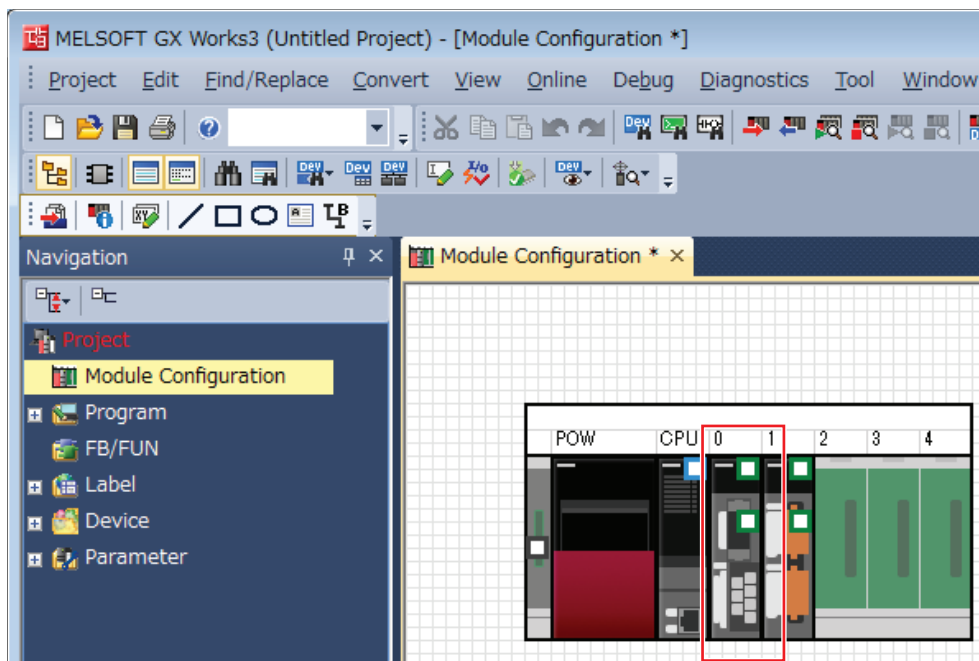 MELSOFT GX Works3 (Untitled Project) - [Module Configuration *]
Project Edit Find/Replace Convert View Online Debug Diagnostics Tool Window
Navigation
Module Configuration *
Project
Module Configuration
Program
FB/FUN
Label
Device
Parameter
POW CPU 0 1 2 3 4